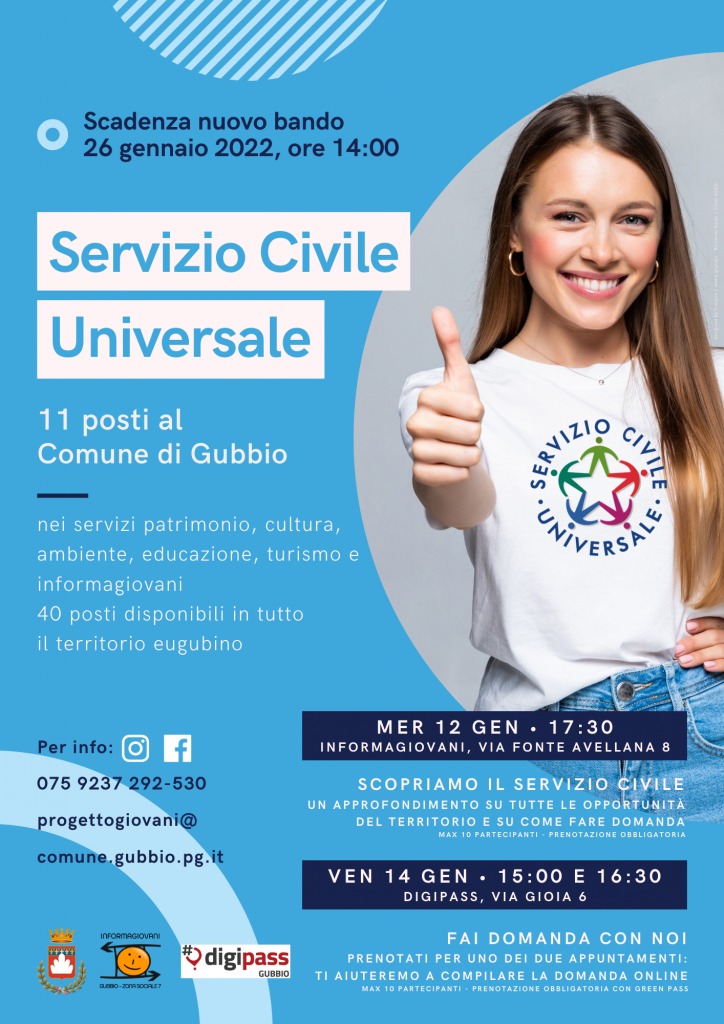 Scadenza nuovo bando
26 gennaio 2022, ore 14:00
Servizio Civile
Universale
11 posti al
Comune di Gubbio
nei servizi patrimonio, cultura,
ambiente, educazione, turismo e
informagiovani
40 posti disponibili in tutto
il territorio eugubino
SERVIZIO CIVILE
• UNIVERSALE •
Per info:
075 9237 292-530
progettogiovani@
comune.gubbio.pg.it
MER 12 GEN • 17:30
INFORMAGIOVANI, VIA FONTE AVELLANA 8
SCOPRIAMO IL SERVIZIO CIVILE
UN APPROFONDIMENTO SU TUTTE LE OPPORTUNITÀ
DEL TERRITORIO E SU COME FARE DOMANDA
MAX 10 PARTECIPANTI - PRENOTAZIONE OBBLIGATORIA
VEN 14 GEN • 15:00 E 16:30
DIGIPASS, VIA GIOIA 6
FAI DOMANDA CON NOI
PRENOTATI PER UNO DEI DUE APPUNTAMENTI:
TI AIUTEREMO A COMPILARE LA DOMANDA ONLINE
MAX 10 PARTECIPANTI - PRENOTAZIONE OBBLIGATORIA CON GREEN PASS
INFORMAGIOVANI
GUBBIO - ZONA SOCIALE 7
#digipass
GUBBIO